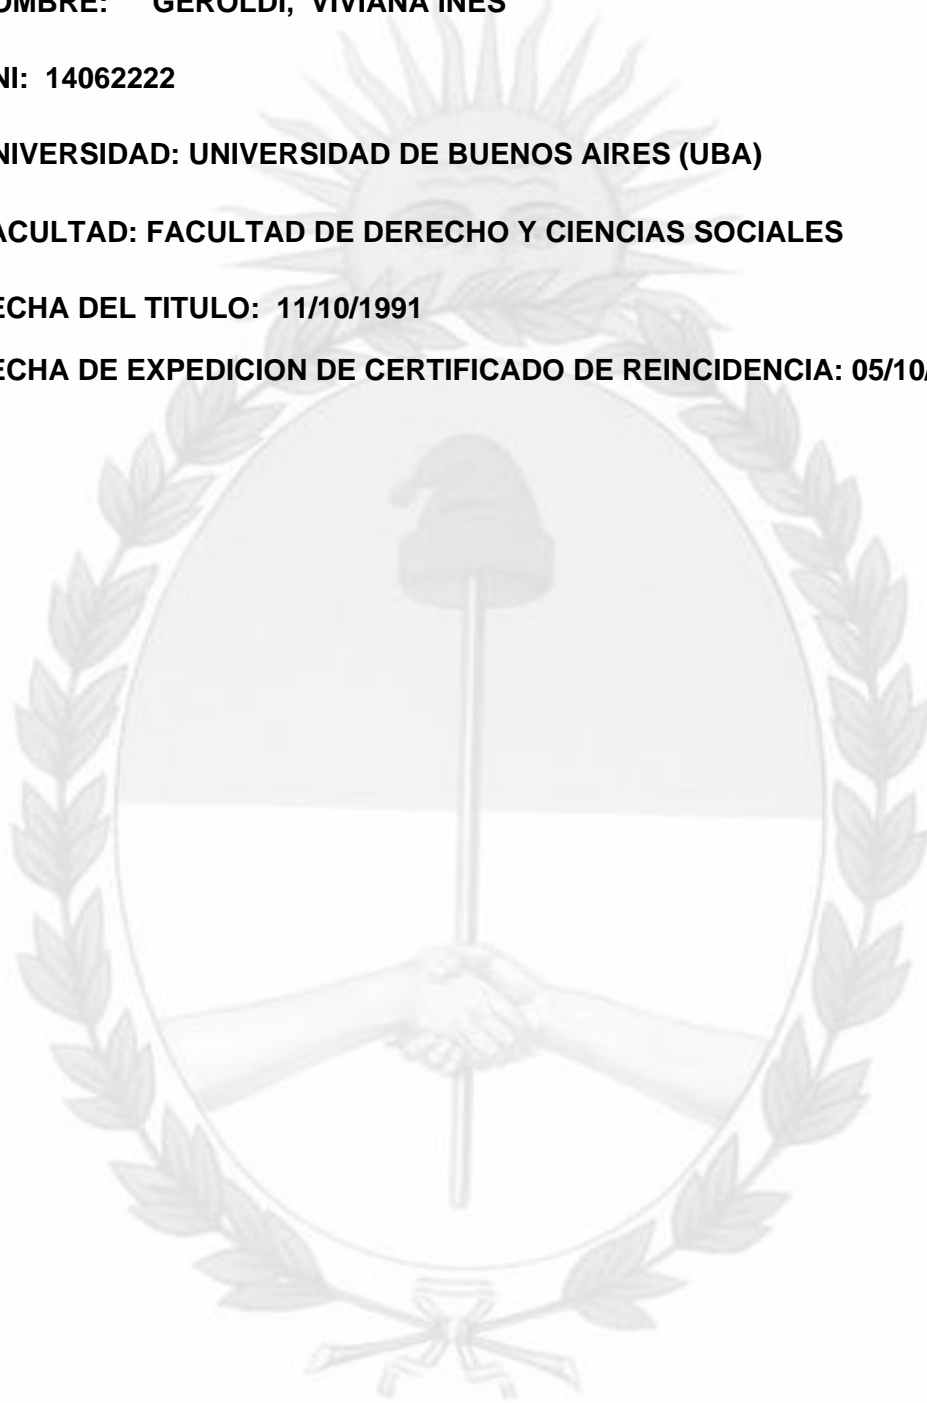 OMBRE: GEROLDI, VIVIANA INES
NI: 14062222
NIVERSIDAD: UNIVERSIDAD DE BUENOS AIRES (UBA)
ACULTAD: FACULTAD DE DERECHO Y CIENCIAS SOCIALES
ECHA DEL TITULO: 11/10/1991
ECHA DE EXPEDICION DE CERTIFICADO DE REINCIDENCIA: 05/10/